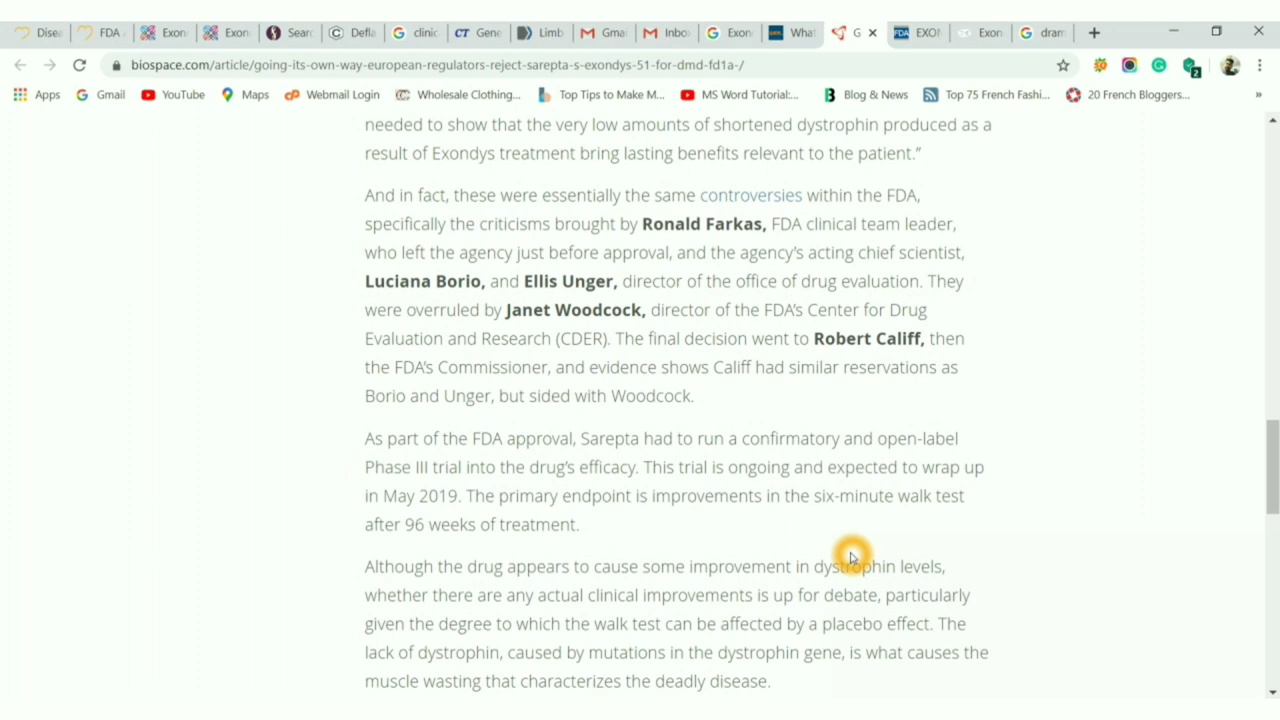 Disea
FDA
Exon
Exon
Sear
Defla
clinic
Gene
Limb
Gma
Inbo
Exon
What
G
EXO
Exon
dram
biospace.com/article/going-its-own-way-european-regulators-reject-sarepta-s-exondys-51-for-dmd-fd1a-/
2
Apps
Gmail
YouTube
Maps
Webmail Login
Wholesale Clothing...
Top Tips to Make M...
MS Word Tutorial:...
Blog & News
Top 75 French Fashi...
20 French Bloggers...
»
needed to show that the very low amounts of shortened dystrophin produced as a
result of Exondys treatment bring lasting benefits relevant to the patient.”
And in fact, these were essentially the same controversies within the FDA,
specifically the criticisms brought by Ronald Farkas, FDA clinical team leader,
who left the agency just before approval, and the agency’s acting chief scientist,
Luciana Borio, and Ellis Unger, director of the office of drug evaluation. They
were overruled by Janet Woodcock, director of the FDA’s Center for Drug
Evaluation and Research (CDER). The final decision went to Robert Califf, then
the FDA’s Commissioner, and evidence shows Califf had similar reservations as
Borio and Unger, but sided with Woodcock.
As part of the FDA approval, Sarepta had to run a confirmatory and open-label
Phase III trial into the drug’s efficacy. This trial is ongoing and expected to wrap up
in May 2019. The primary endpoint is improvements in the six-minute walk test
after 96 weeks of treatment.
Although the drug appears to cause some improvement in dystrophin levels,
whether there are any actual clinical improvements is up for debate, particularly
given the degree to which the walk test can be affected by a placebo effect. The
lack of dystrophin, caused by mutations in the dystrophin gene, is what causes the
muscle wasting that characterizes the deadly disease.